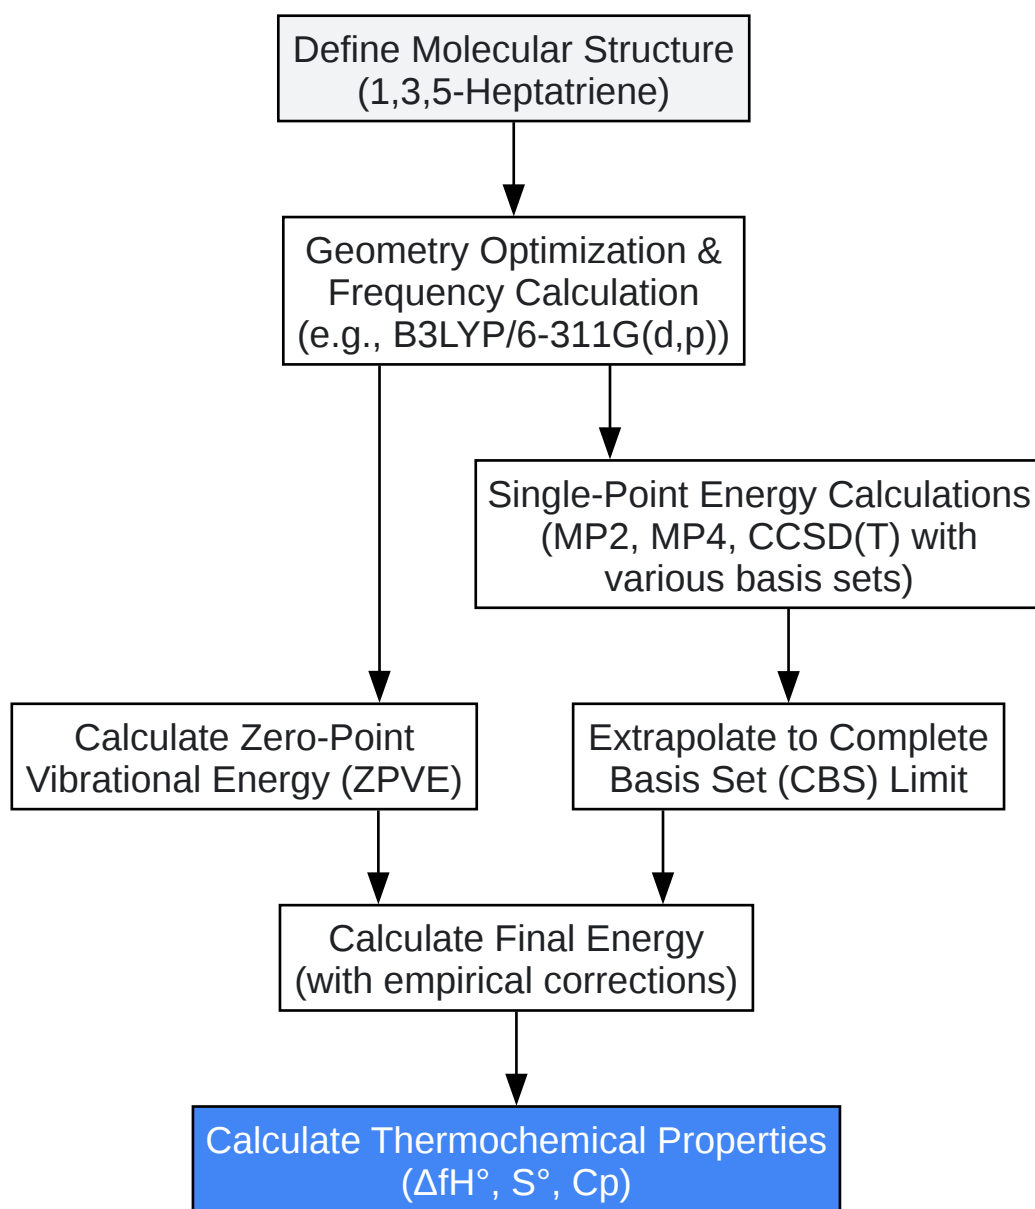 Define Molecular Structure
(1,3,5-Heptatriene)
Geometry Optimization &
Frequency Calculation
(e.g., B3LYP/6-311G(d,p))
Single-Point Energy Calculations
(MP2, MP4, CCSD(T) with
various basis sets)
Calculate Zero-Point
Vibrational Energy (ZPVE)
Extrapolate to Complete
Basis Set (CBS) Limit
Calculate Final Energy
(with empirical corrections)
Calculate Thermochemical Properties
(ΔfH°, S°, Cp)